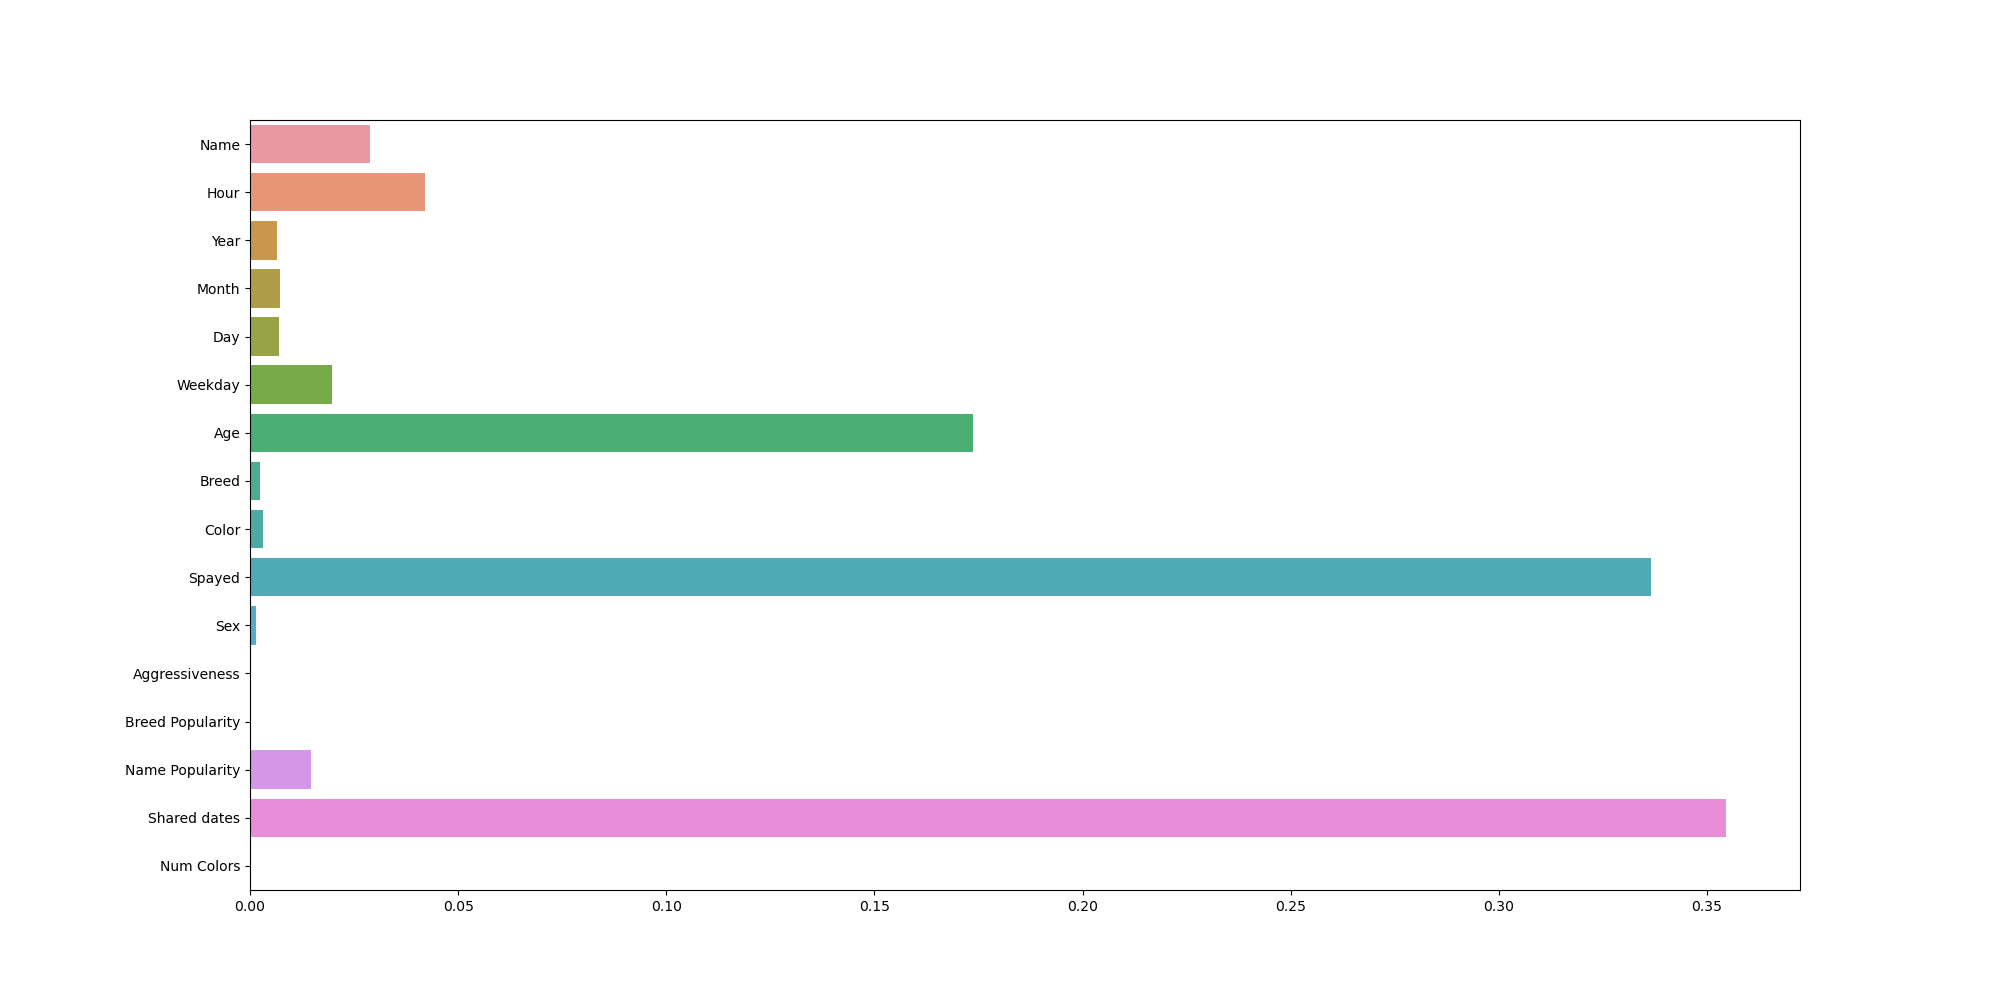 Name
Hour
Year
Month
Day
Weekday
Age
Breed
Color
Spayed
Sex
Aggressiveness
Breed Popularity
Name Popularity
Shared dates
Num Colors
0.00 0.05 0.10 0.15 0.20 0.25 0.30 0.35